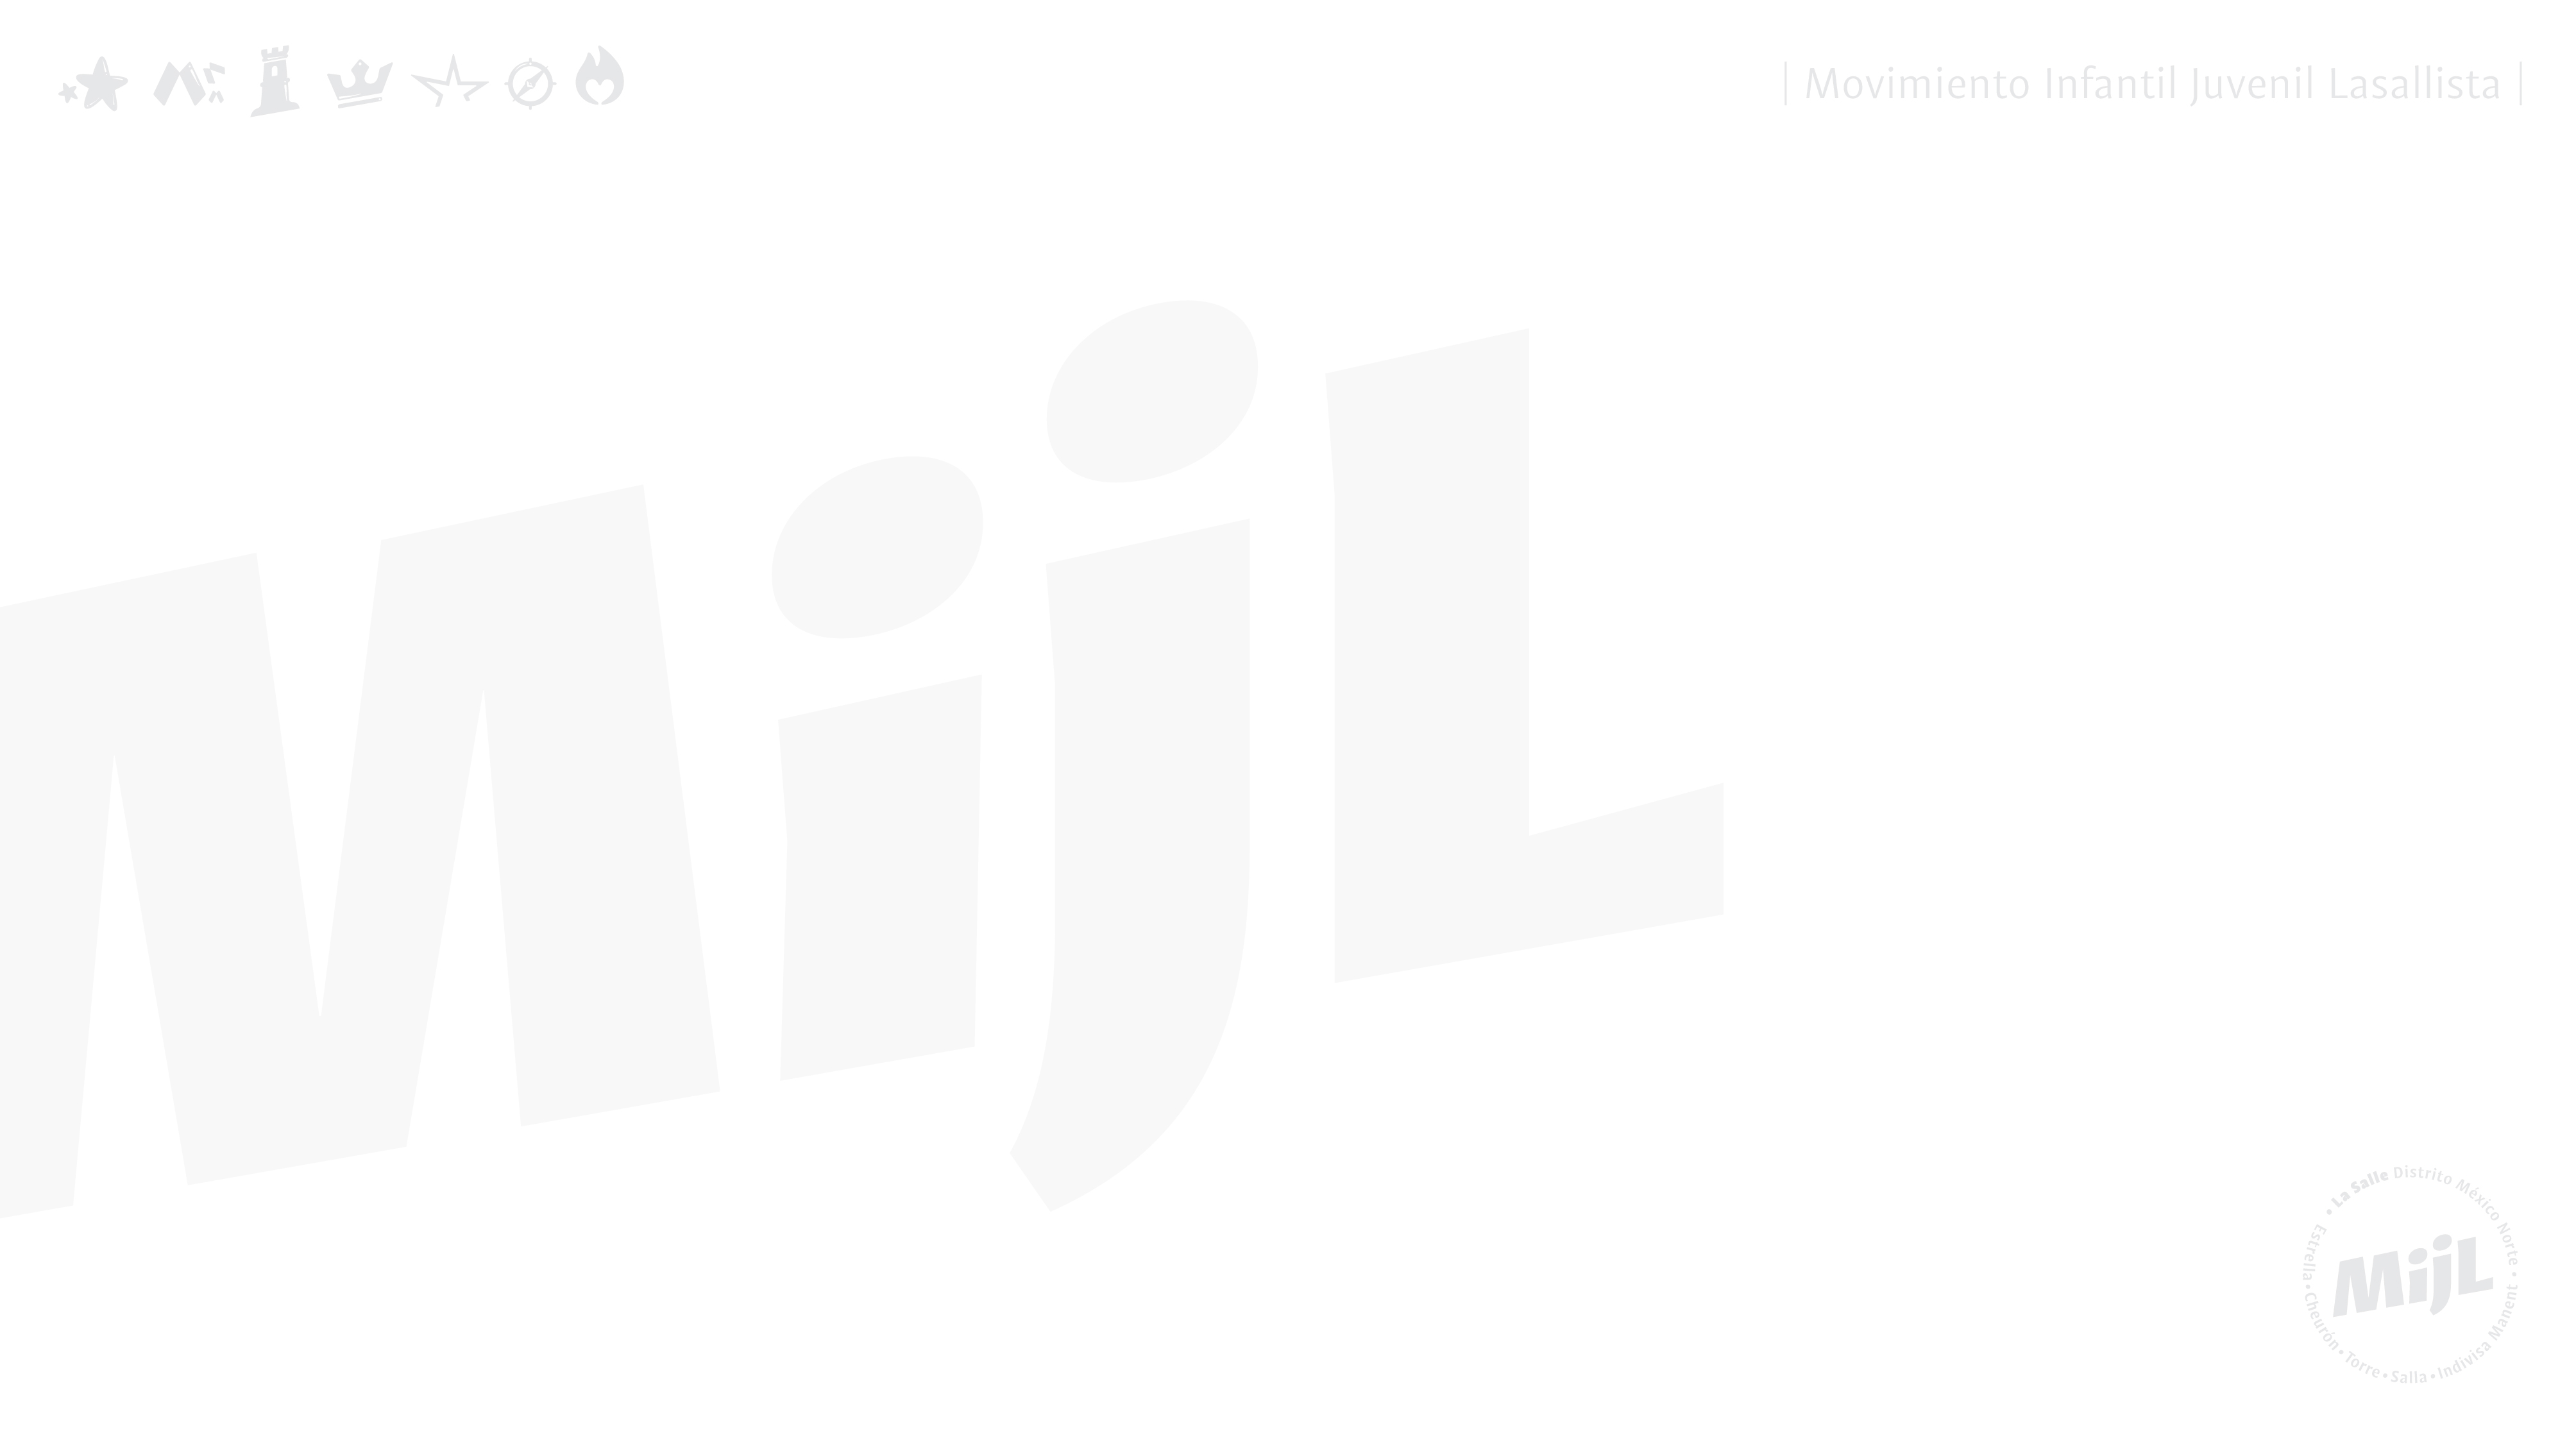 | Movimiento Infantil Juvenil Lasallista |
MijL
• La Salle Distrito México Norte •
MijL
Estrella • Cheurón • Torre • Salla • Indivisa Manent